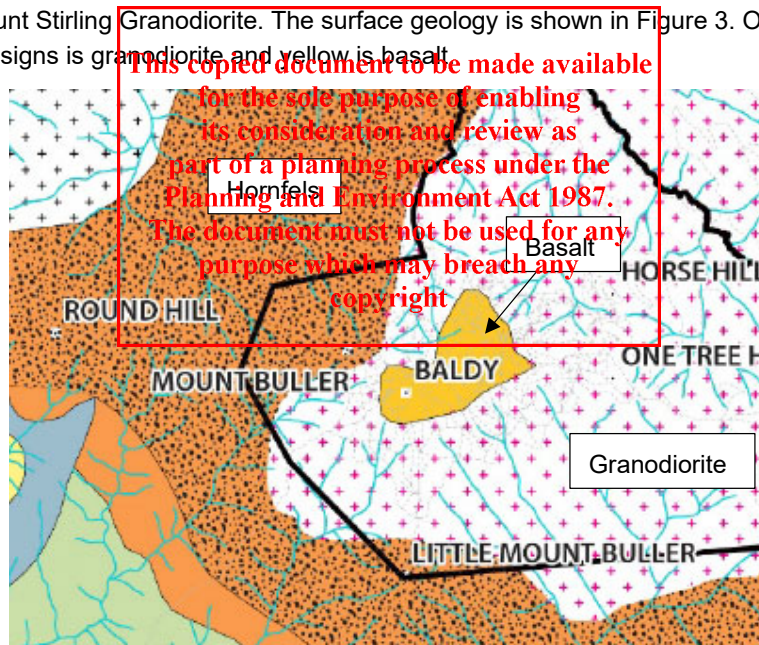 unt Stirling Granodiorite. The surface geology is shown in Figure 3. O
signs is granodiorite and yellow is basalt
This copied document to be made available
for the sole purpose of enabling
its consideration and review as
part of a planning process under the
Planning and Environment Act 1987.
The document must not be used for any
purpose which may breach any
copyright
Hornfels
Basalt
HORSE HILL
ROUND HILL
ONE TREE H
MOUNT BULLER
BALDY
Granodiorite
LITTLE MOUNT BULLER